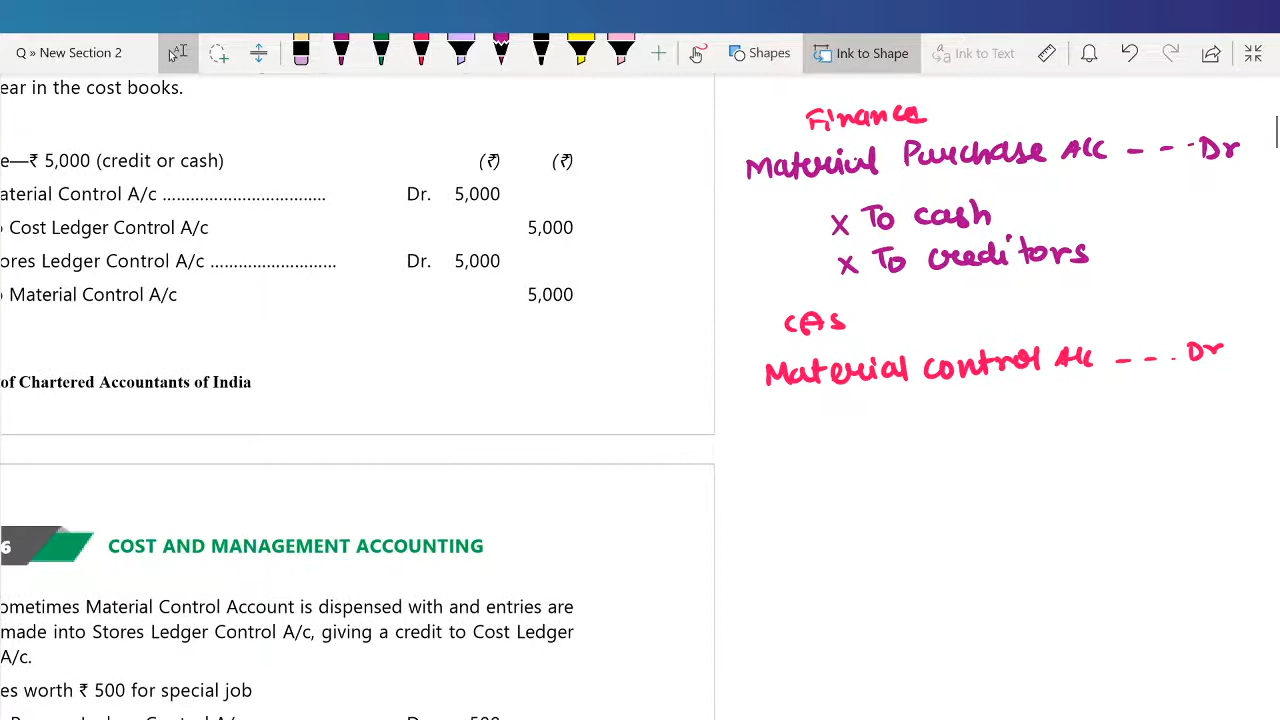 Q » New Section 2
Shapes
Ink to Shape
Ink to Text
ear in the cost books.
e—₹ 5,000 (credit or cash) (₹) (₹)
aterial Control A/c .................................. Dr. 5,000
o Cost Ledger Control A/c 5,000
ores Ledger Control A/c .......................... Dr. 5,000
o Material Control A/c 5,000
of Chartered Accountants of India
6 COST AND MANAGEMENT ACCOUNTING
ometimes Material Control Account is dispensed with and entries are
made into Stores Ledger Control A/c, giving a credit to Cost Ledger
A/c.
es worth ₹ 500 for special job
Dr. 500
Finance
Material Purchase A/c - - - Dr
x To cash
x To creditors
CAS
Material control A/c - - - Dr